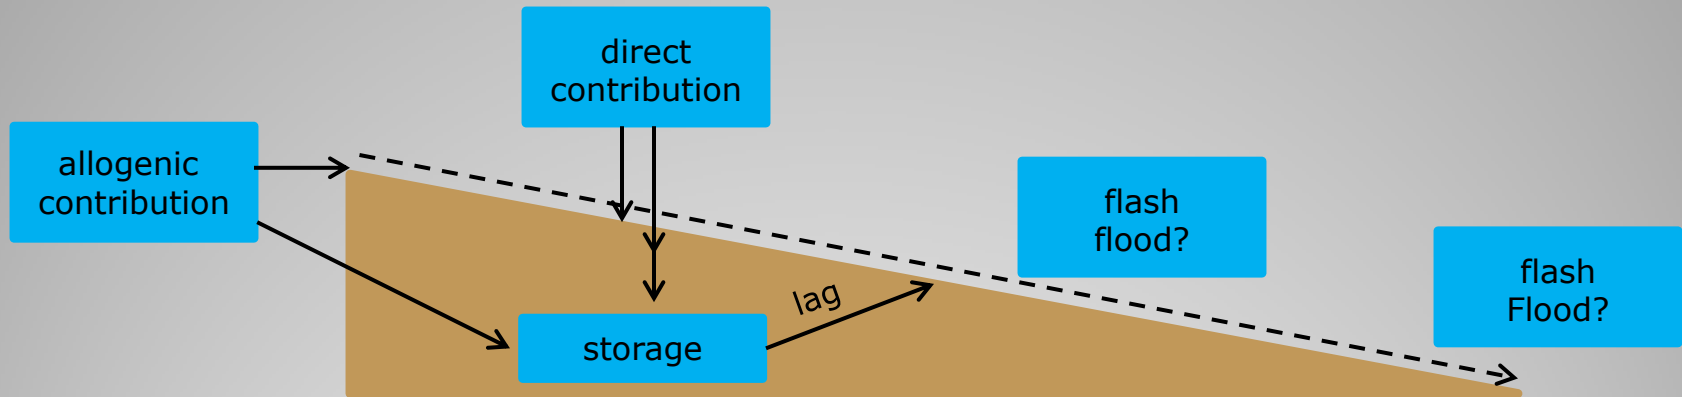 direct
contribution
allogenic
contribution
flash
flood?
flash
Flood?
lag
storage